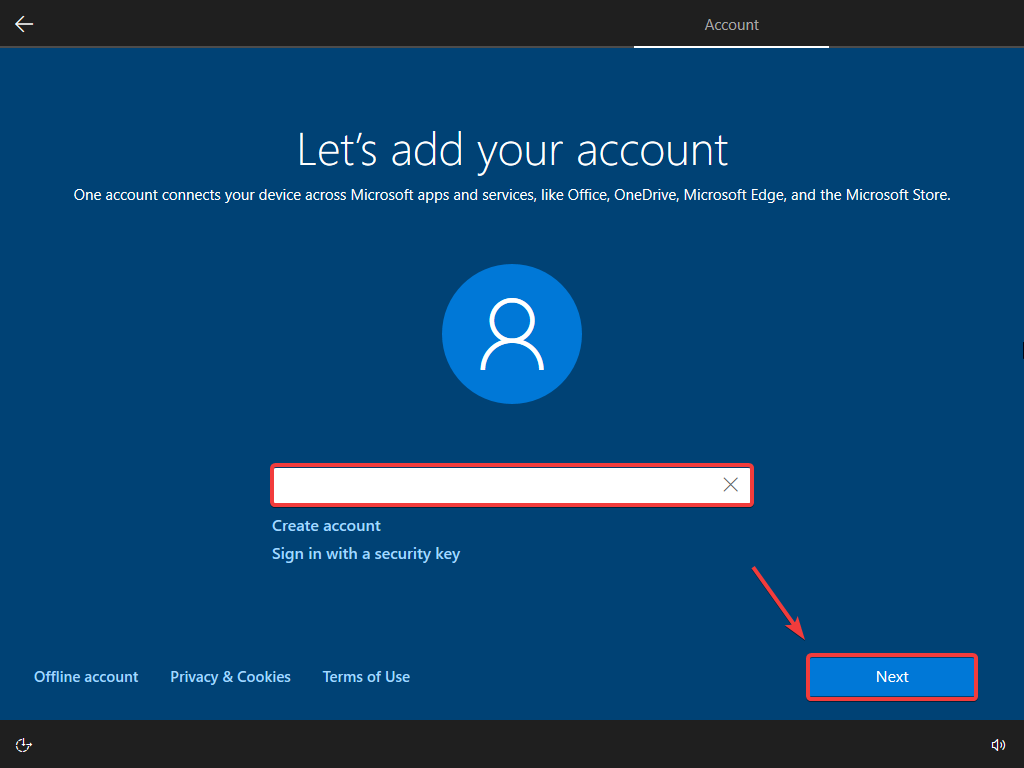 Account
Let’s add your account
One account connects your device across Microsoft apps and services, like Office, OneDrive, Microsoft Edge, and the Microsoft Store.
Create account
Sign in with a security key
Offline account
Privacy & Cookies
Terms of Use
Next